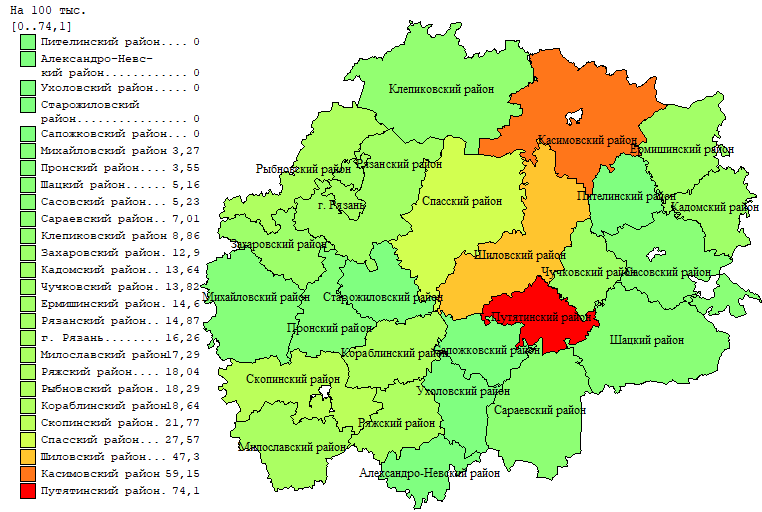 На 100 тыс.
[0..74,1]
Пителинский район.... 0
Александро-Невс-
кий район............ 0
Ухоловский район..... 0
Старожиловский
район................ 0
Сапожковский район... 0
Михайловский район 3,27
Пронский район.... 3,55
Шацкий район...... 5,16
Сасовский район... 5,23
Сараевский район.. 7,01
Клепиковский район 8,86
Захаровский район. 12,9
Кадомский район.. 13,64
Чучковский район. 13,82
Ермишинский район. 14,6
Рязанский район.. 14,87
г. Рязань........ 16,26
Милославский район17,29
Ряжский район.... 18,04
Рыбновский район. 18,29
Кораблинский район18,64
Скопинский район. 21,77
Спасский район... 27,57
Шиловский район... 47,3
Касимовский район 59,15
Путятинский район. 74,1
Клепиковский район
Касимовский район
Ермишинский район
Рыбновский район
Рязанский район
Пителинский район
Спасский район
г. Рязань
Кадомский район
Захаровский район
Шиловский район
Чучковский район
Сасовский район
Михайловский район
Старожиловский район
Путятинский район
Пронский район
Шацкий район
Кораблинский район
Сапожковский район
Скопинский район
Ухоловский район
Сараевский район
Ряжский район
Милославский район
Александро-Невский район